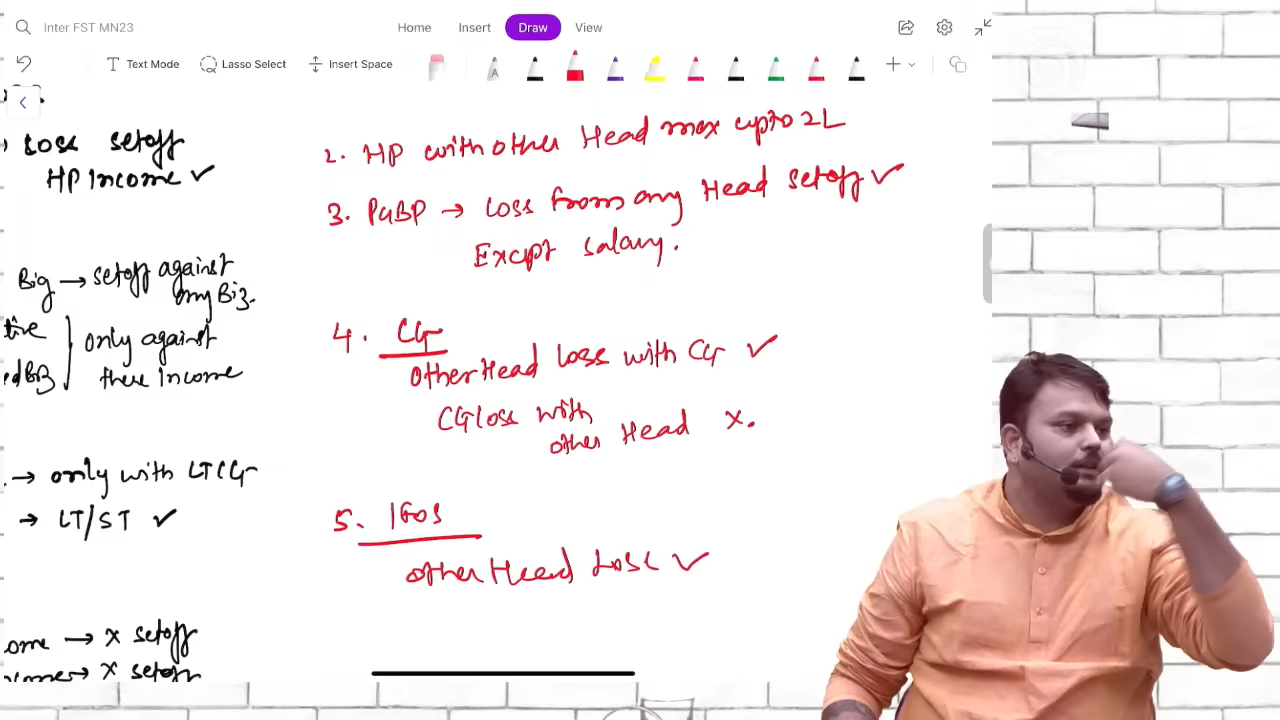 Inter FST MN23
Home
Insert
Draw
View
Text Mode
Lasso Select
Insert Space
Loss setoff
HP Income ✓
Big → setoff against
any Biz.
only against
these Income
→ only with LTCG
→ LT/ST ✓
→ x setoff
→ x setoff
2. HP with other Head max upto 2L
3. PGBP → Loss from any Head setoff ✓
Except salary.
4. CG
other Head Loss with CG ✓
CG loss with
other Head x.
5. IFOS
other Head Loss ✓